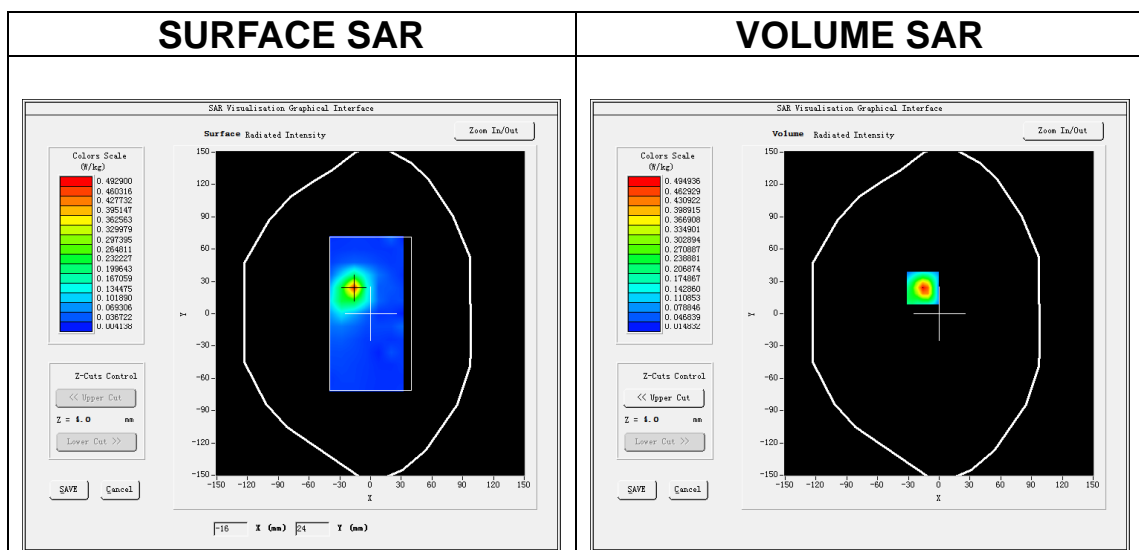 SURFACE SAR
VOLUME SAR
SAR Visualisation Graphical Interface
Surface Radiated Intensity
Zoom In/Out
Colors Scale
(W/kg)
0.492900
0.460316
0.427732
0.395147
0.362563
0.329979
0.297395
0.264811
0.232227
0.199643
0.167059
0.134475
0.101890
0.069306
0.036722
0.004138
150
120
90
60
30
0
-30
-60
-90
-120
-150
Y
-150 -120 -90 -60 -30 0 30 60 90 120 150
X
Z-Cuts Control
<< Upper Cut
Z = 4.0 mm
Lower Cut >>
SAVE Cancel
-16 X (mm) 24 Y (mm)
SAR Visualisation Graphical Interface
Volume Radiated Intensity
Zoom In/Out
Colors Scale
(W/kg)
0.494936
0.462929
0.430922
0.398915
0.366908
0.334901
0.302894
0.270887
0.238881
0.206874
0.174867
0.142860
0.110853
0.078846
0.046839
0.014832
150
120
90
60
30
0
-30
-60
-90
-120
-150
Y
-150 -120 -90 -60 -30 0 30 60 90 120 150
X
Z-Cuts Control
<< Upper Cut
Z = 4.0 mm
Lower Cut >>
SAVE Cancel